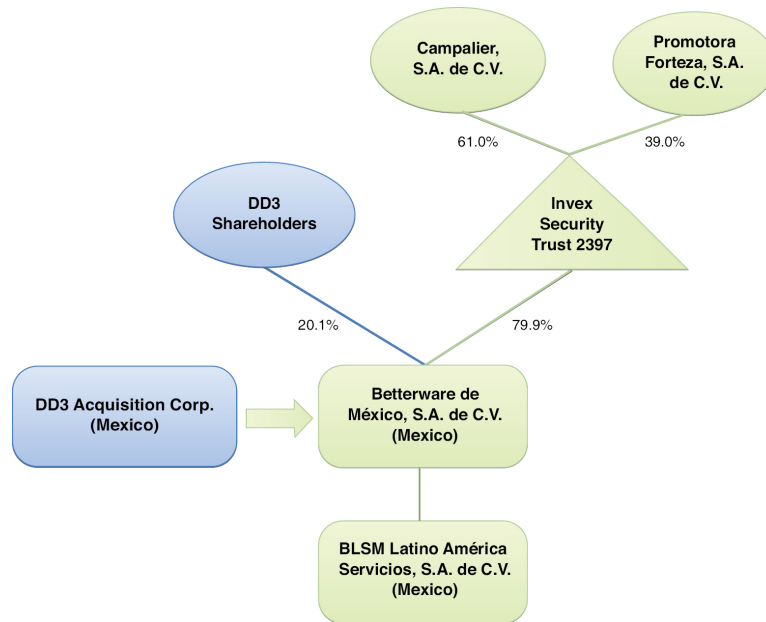 Campalier,
S.A. de C.V.
Promotora
Forteza, S.A.
de C.V.
61.0%
39.0%
DD3
Shareholders
Invex
Security
Trust 2397
20.1%
79.9%
DD3 Acquisition Corp.
(Mexico)
Betterware de
México, S.A. de C.V.
(Mexico)
BLSM Latino América
Servicios, S.A. de C.V.
(Mexico)